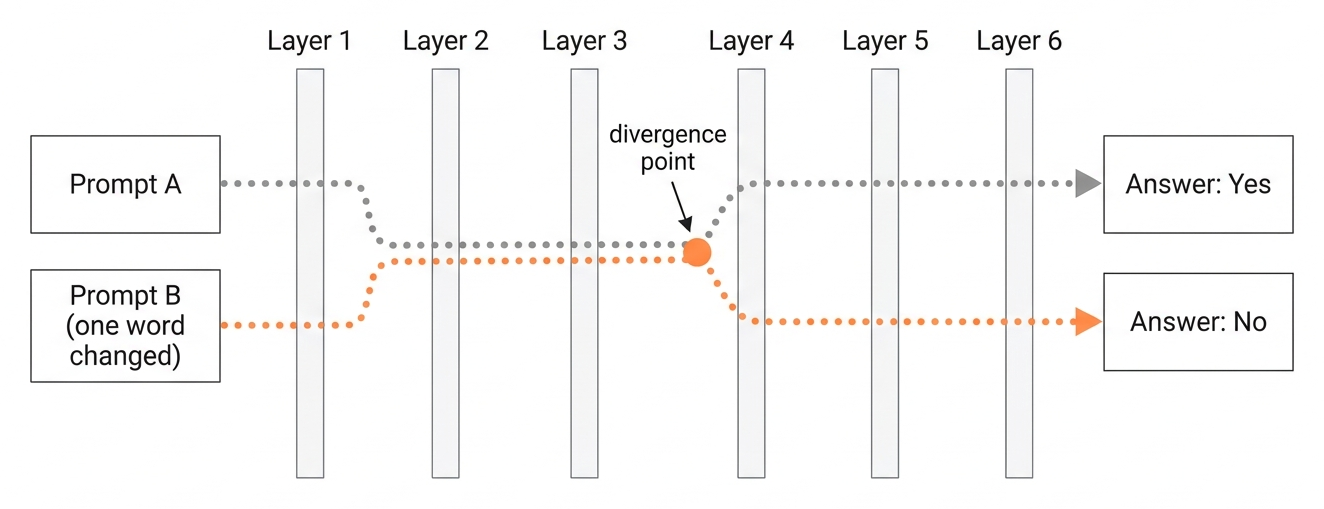 Layer 1
Layer 2
Layer 3
Layer 4
Layer 5
Layer 6
divergence
point
Prompt A
Answer: Yes
Prompt B
(one word
changed)
Answer: No